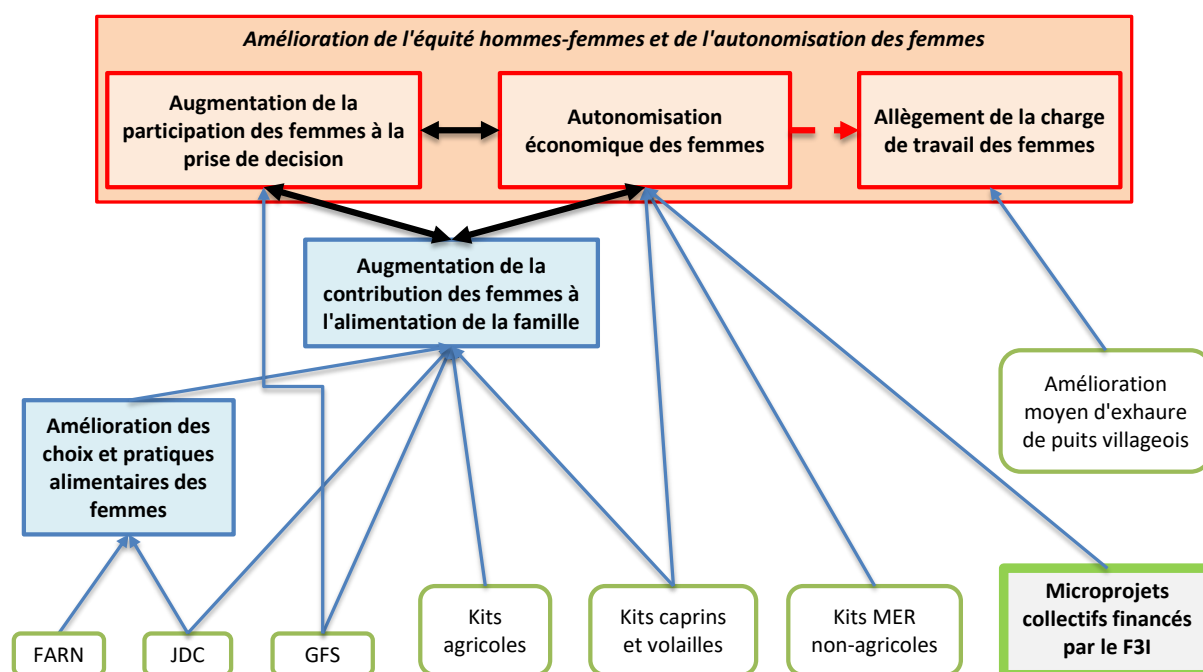 Amélioration de l'équité hommes-femmes et de l'autonomisation des femmes
Augmentation de la
participation des femmes à la
prise de decision
Autonomisation
économique des femmes
Allègement de la charge
de travail des femmes
Augmentation de la
contribution des femmes à
l'alimentation de la famille
Amélioration
moyen d'exhaure
de puits villageois
Amélioration des
choix et pratiques
alimentaires des
femmes
FARN
JDC
GFS
Kits
agricoles
Kits caprins
et volailles
Kits MER
non-agricoles
Microprojets
collectifs financés
par le F3I